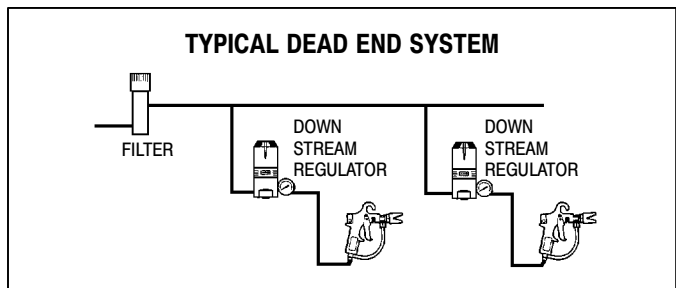 TYPICAL DEAD END SYSTEM
FILTER
DOWN
STREAM
REGULATOR
DOWN
STREAM
REGULATOR